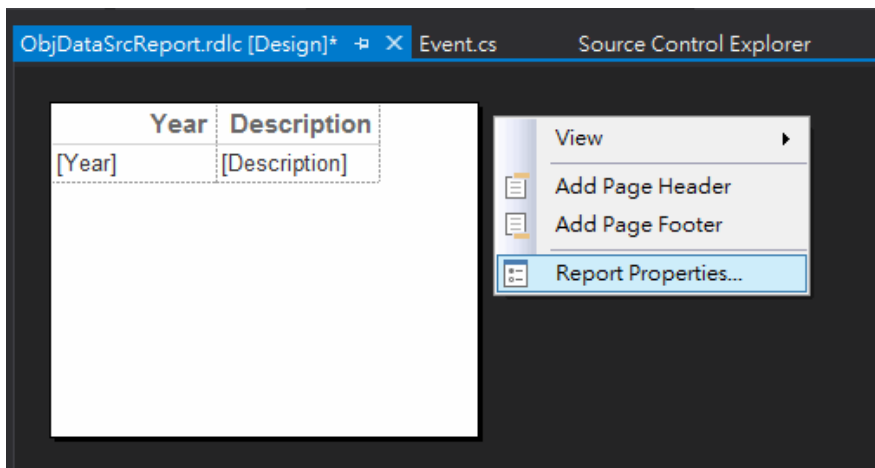 ObjDataSrcReport.rdlc [Design]* Event.cs Source Control Explorer
Year Description
[Year] [Description]
View
Add Page Header
Add Page Footer
Report Properties...